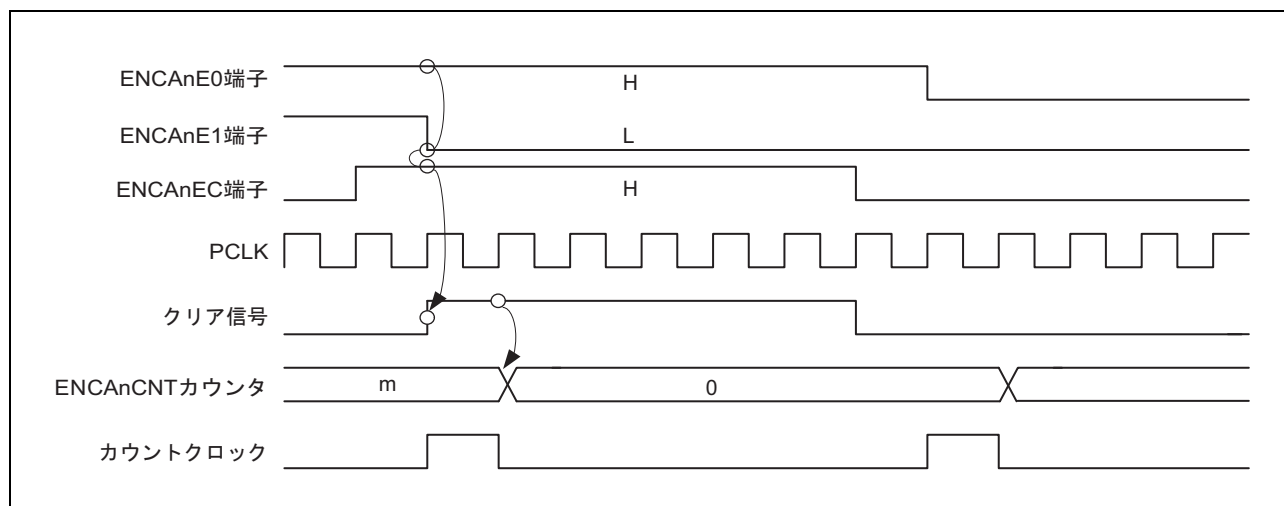 ENCAnE0端子
H
ENCAnE1端子
L
ENCAnEC端子
H
PCLK
クリア信号
ENCAnCNTカウンタ
m
0
カウントクロック